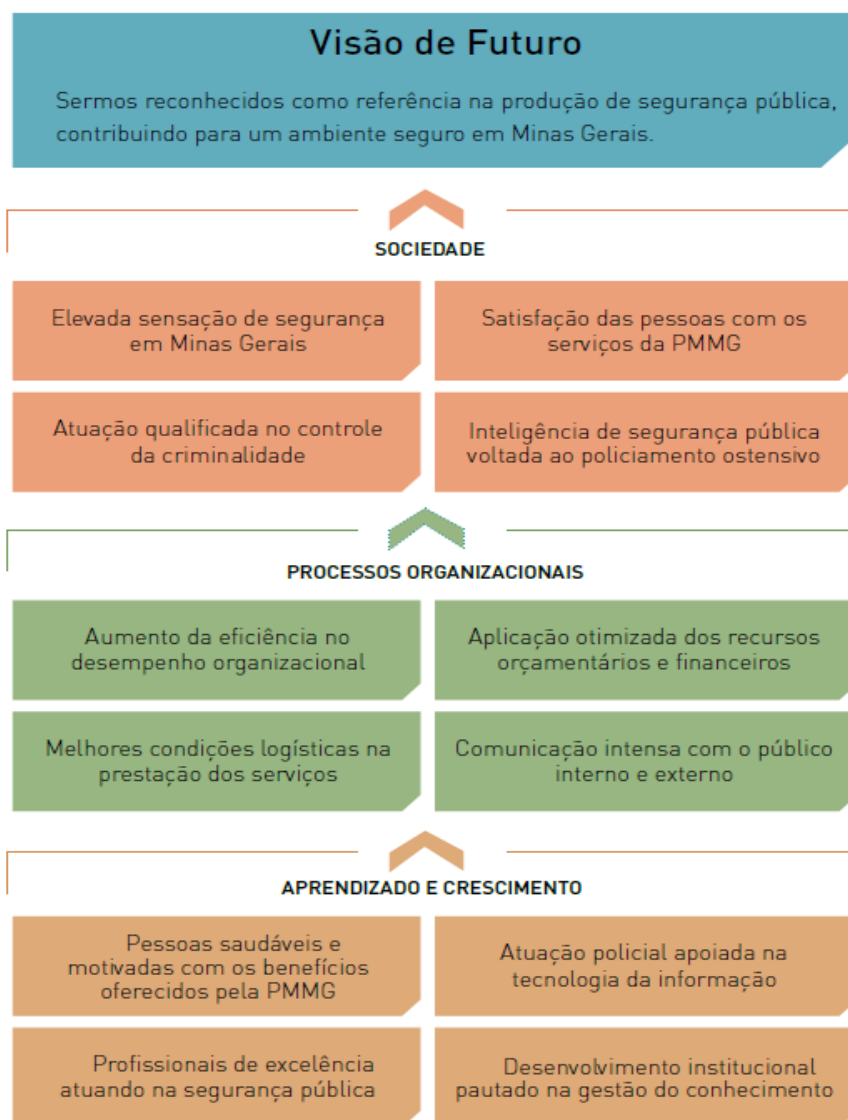 Visão de Futuro
Sermos reconhecidos como referência na produção de segurança pública,
contribuindo para um ambiente seguro em Minas Gerais.
SOCIEDADE
Elevada sensação de segurança
em Minas Gerais
Satisfação das pessoas com os
serviços da PMMG
Atuação qualificada no controle
da criminalidade
Inteligência de segurança pública
voltada ao policiamento ostensivo
PROCESSOS ORGANIZACIONAIS
Aumento da eficiência no
desempenho organizacional
Aplicação otimizada dos recursos
orçamentários e financeiros
Melhores condições logísticas na
prestação dos serviços
Comunicação intensa com o público
interno e externo
APRENDIZADO E CRESCIMENTO
Pessoas saudáveis e
motivadas com os benefícios
oferecidos pela PMMG
Atuação policial apoiada na
tecnologia da informação
Profissionais de excelência
atuando na segurança pública
Desenvolvimento institucional
pautado na gestão do conhecimento